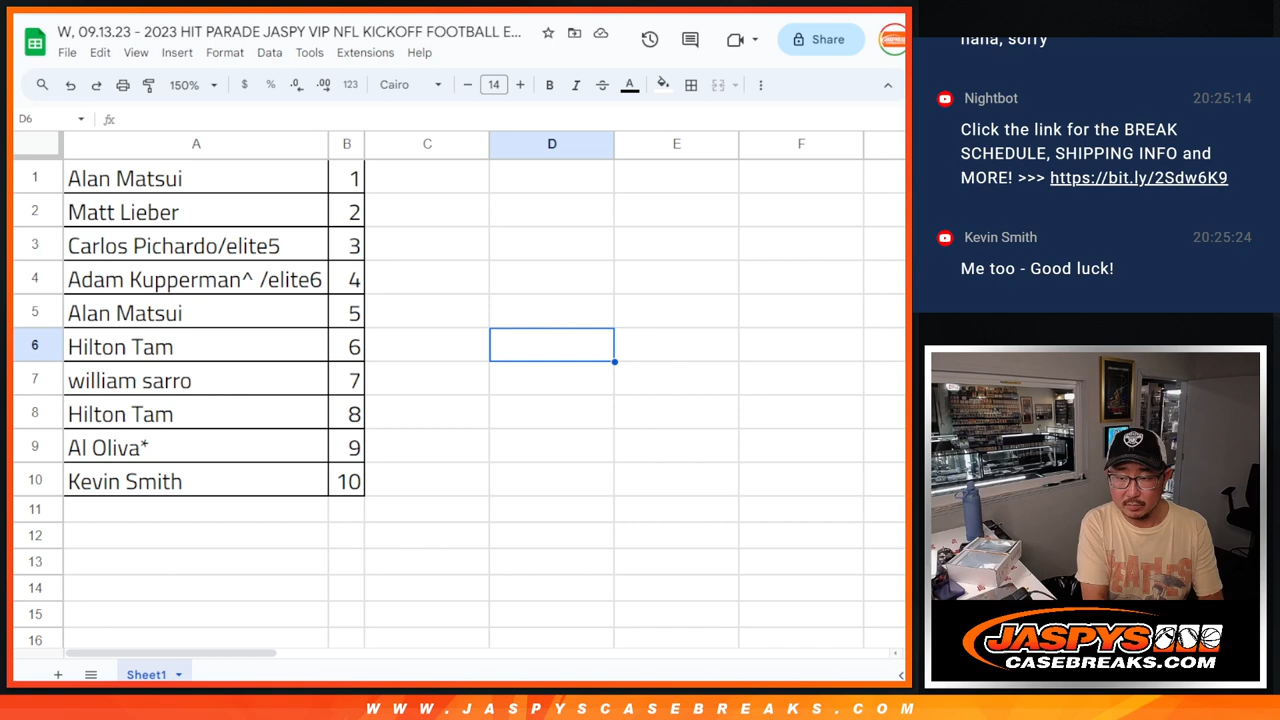 W, 09.13.23 - 2023 HIT PARADE JASPY VIP NFL KICKOFF FOOTBALL E...
File Edit View Insert Format Data Tools Extensions Help
Share
150% $ % .0 .00 123 Cairo 14 B I A
D6 fx
A B C D E F
1 Alan Matsui 1
2 Matt Lieber 2
3 Carlos Pichardo/elite5 3
4 Adam Kupperman^ /elite6 4
5 Alan Matsui 5
6 Hilton Tam 6
7 william sarro 7
8 Hilton Tam 8
9 Al Oliva* 9
10 Kevin Smith 10
11
12
13
14
15
16
Sheet1
nana, sorry
Nightbot 20:25:14
Click the link for the BREAK
SCHEDULE, SHIPPING INFO and
MORE! >>> https://bit.ly/2Sdw6K9
Kevin Smith 20:25:24
Me too - Good luck!
JASPYS
CASEBREAKS.COM
WWW.JASPYSCASEBREAKS.COM